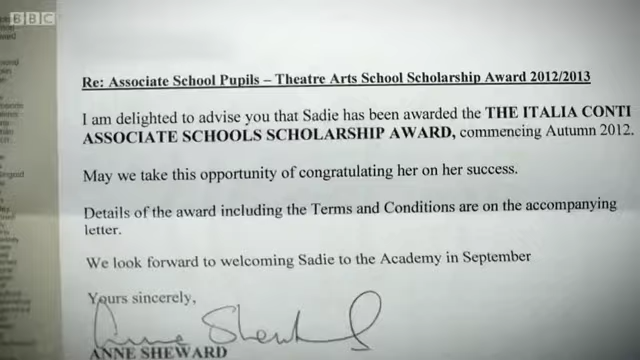 BBC
Re: Associate School Pupils – Theatre Arts School Scholarship Award 2012/2013
I am delighted to advise you that Sadie has been awarded the THE ITALIA CONTI
ASSOCIATE SCHOOLS SCHOLARSHIP AWARD, commencing Autumn 2012.
May we take this opportunity of congratulating her on her success.
Details of the award including the Terms and Conditions are on the accompanying
letter.
We look forward to welcoming Sadie to the Academy in September
Yours sincerely,
Anne Sheward
ANNE SHEWARD